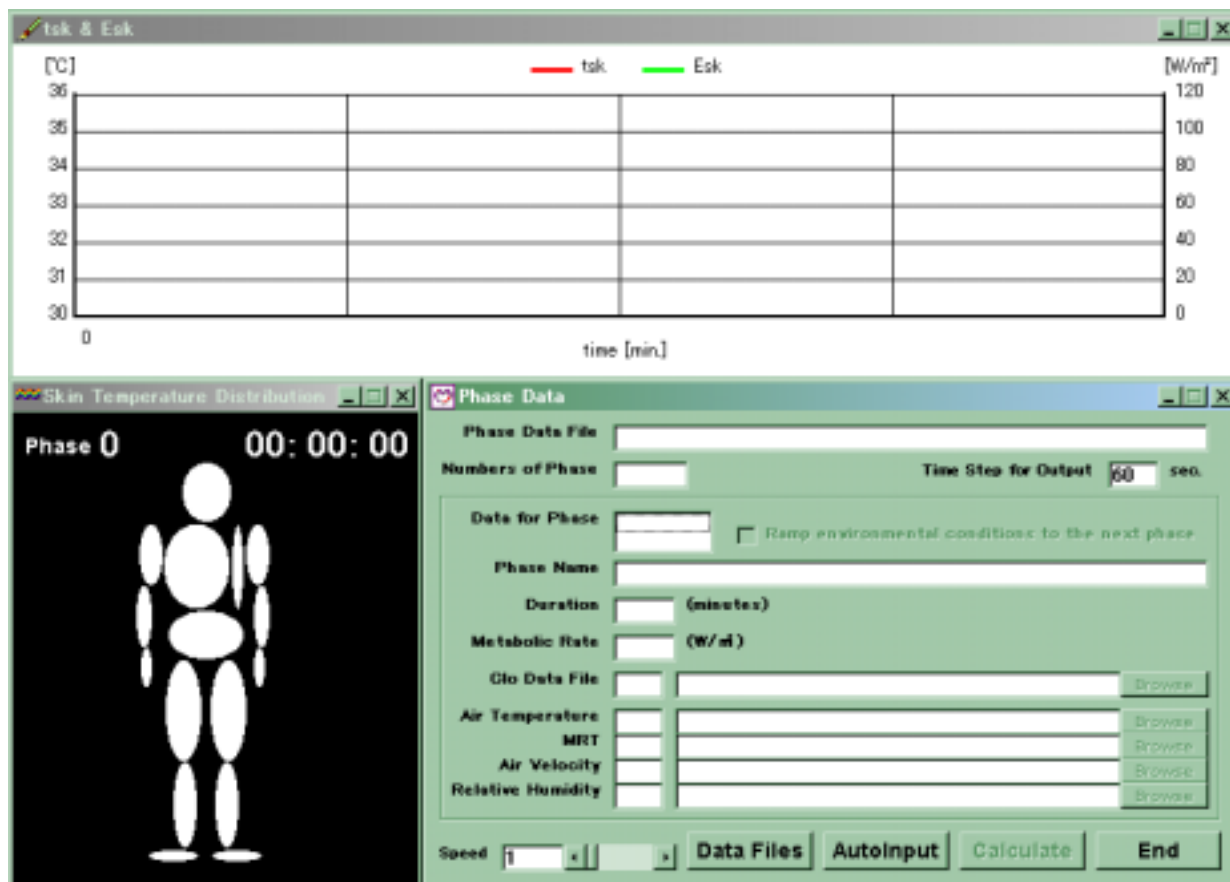 tsk & Esk
[℃] tsk Esk [W/m²]
36 120
35 100
34 80
33 60
32 40
31 20
30 0
0
time [min.]
Skin Temperature Distribution
Phase 0 00: 00: 00
Phase Data
Phase Data File
Numbers of Phase Time Step for Output 60 sec.
Data for Phase Ramp environmental conditions to the next phase
Phase Name
Duration (minutes)
Metabolic Rate (W/㎡)
Clo Data File Browse
Air Temperature Browse
MRT Browse
Air Velocity Browse
Relative Humidity Browse
Speed 1 Data Files AutoInput Calculate End